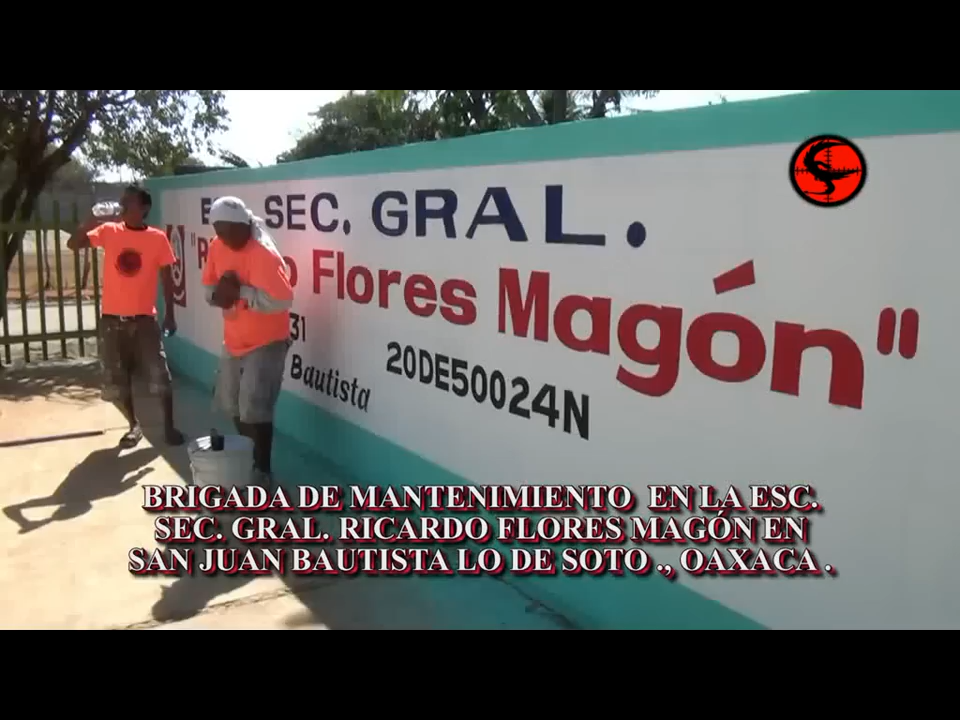 SEC. GRAL.
Flores Magón"
31
20DE50024N
Bautista
BRIGADA DE MANTENIMIENTO EN LA ESC.
SEC. GRAL. RICARDO FLORES MAGÓN EN
SAN JUAN BAUTISTA LO DE SOTO ., OAXACA .